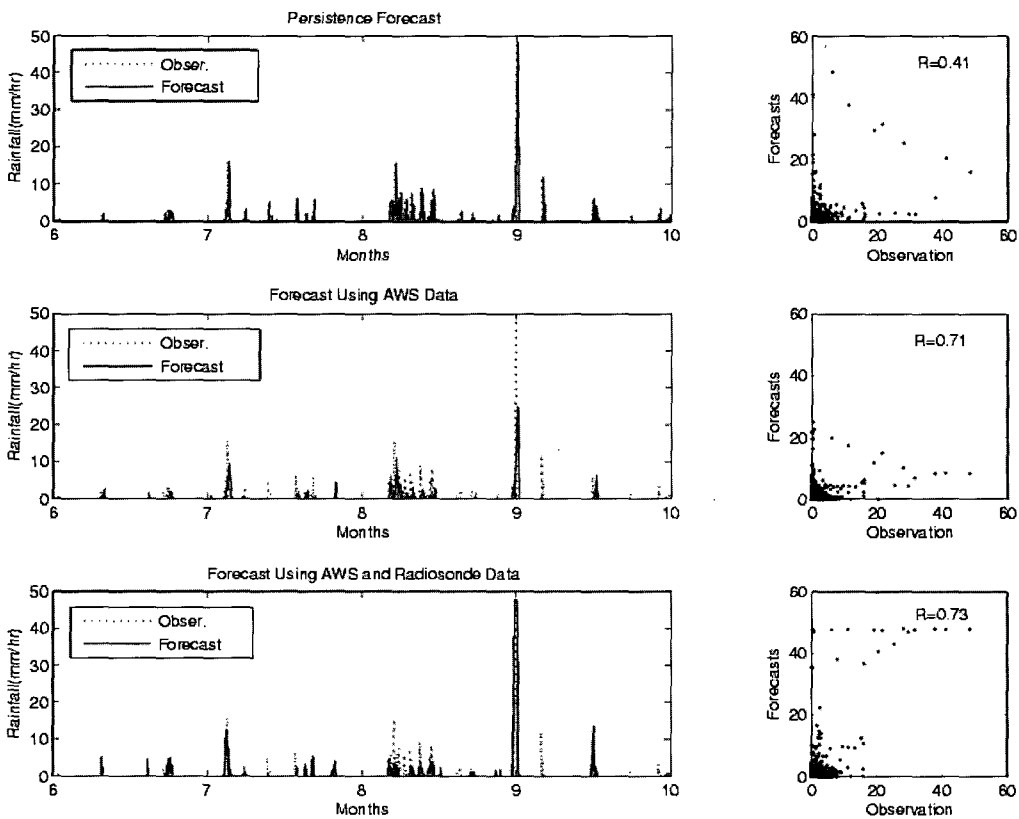 Persistence Forecast
50
40
30
20
10
0
Rainfall(mm/hr)
Obser.
Forecast
6
7
8
9
10
Months
60
40
20
0
Forecasts
R=0.41
0
20
40
60
Observation
Forecast Using AWS Data
50
40
30
20
10
0
Rainfall(mm/hr)
Obser.
Forecast
6
7
8
9
10
Months
60
40
20
0
Forecasts
R=0.71
0
20
40
60
Observation
Forecast Using AWS and Radiosonde Data
50
40
30
20
10
0
Rainfall(mm/hr)
Obser.
Forecast
6
7
8
9
10
Months
60
40
20
0
Forecasts
R=0.73
0
20
40
60
Observation